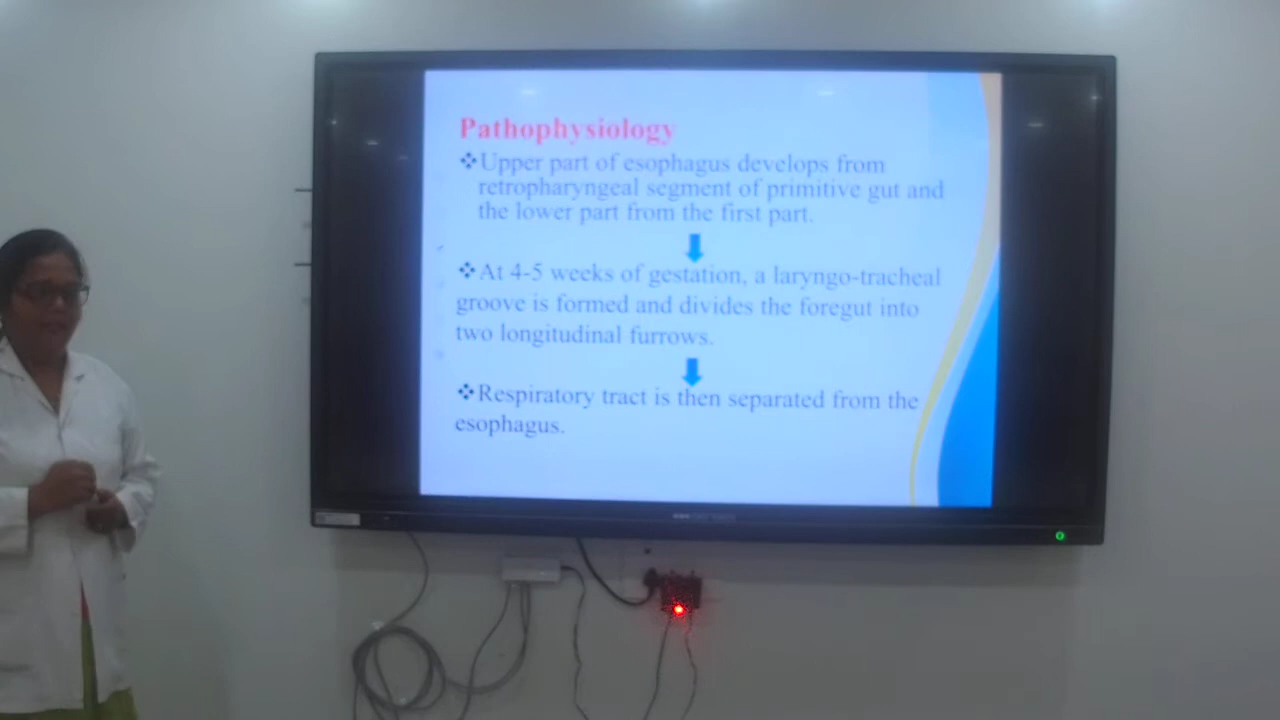 Pathophysiology
❖Upper part of esophagus develops from
retropharyngeal segment of primitive gut and
the lower part from the first part.
❖At 4-5 weeks of gestation, a laryngo-tracheal
groove is formed and divides the foregut into
two longitudinal furrows.
❖Respiratory tract is then separated from the
esophagus.